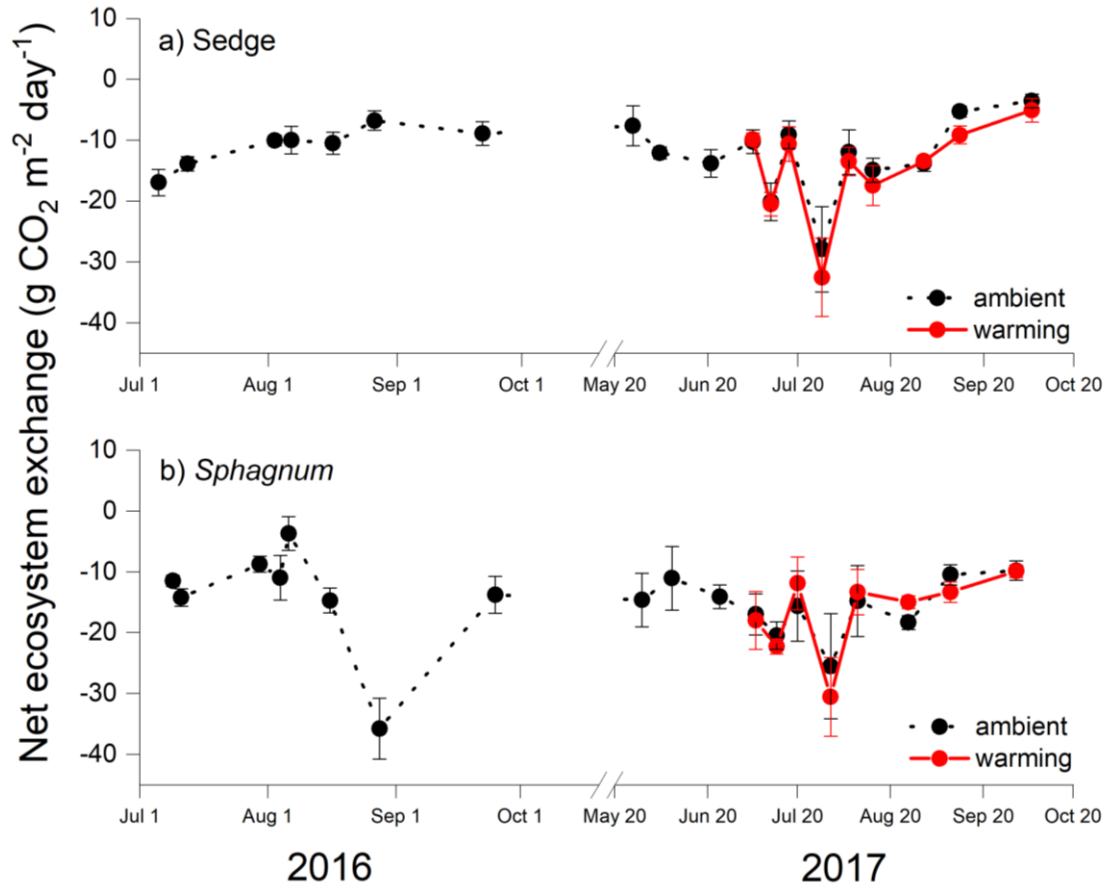 Net ecosystem exchange (g CO₂ m⁻² day⁻¹)
a) Sedge
10
0
-10
-20
-30
-40
ambient
warming
Jul 1 Aug 1 Sep 1 Oct 1 May 20 Jun 20 Jul 20 Aug 20 Sep 20 Oct 20
b) Sphagnum
10
0
-10
-20
-30
-40
ambient
warming
Jul 1 Aug 1 Sep 1 Oct 1 May 20 Jun 20 Jul 20 Aug 20 Sep 20 Oct 20
2016 2017